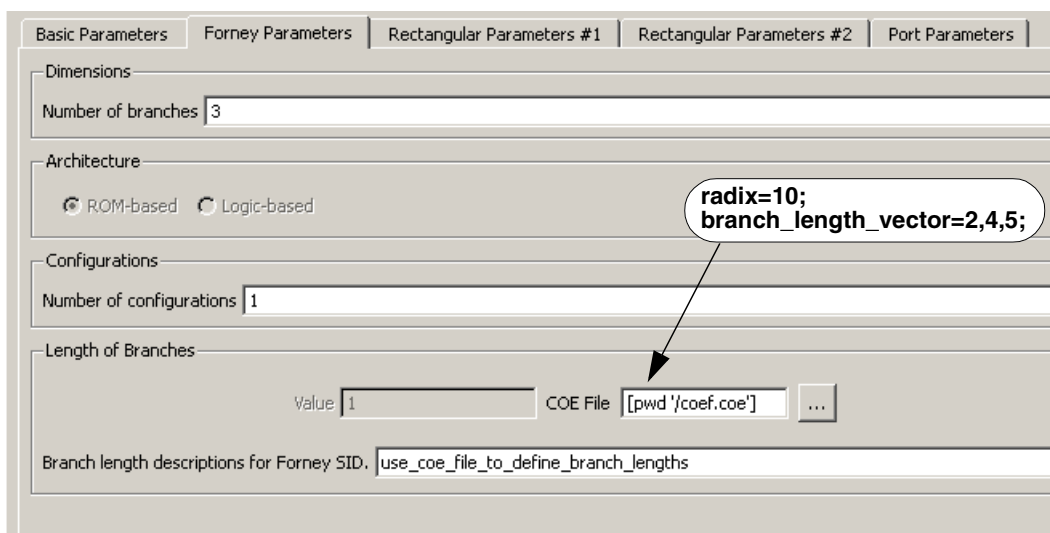 Basic Parameters Forney Parameters Rectangular Parameters #1 Rectangular Parameters #2 Port Parameters
Dimensions
Number of branches 3
Architecture
ROM-based Logic-based
radix=10;
branch_length_vector=2,4,5;
Configurations
Number of configurations 1
Length of Branches
Value 1 COE File [pwd '/coef.coe'] ...
Branch length descriptions for Forney SID. use_coe_file_to_define_branch_lengths